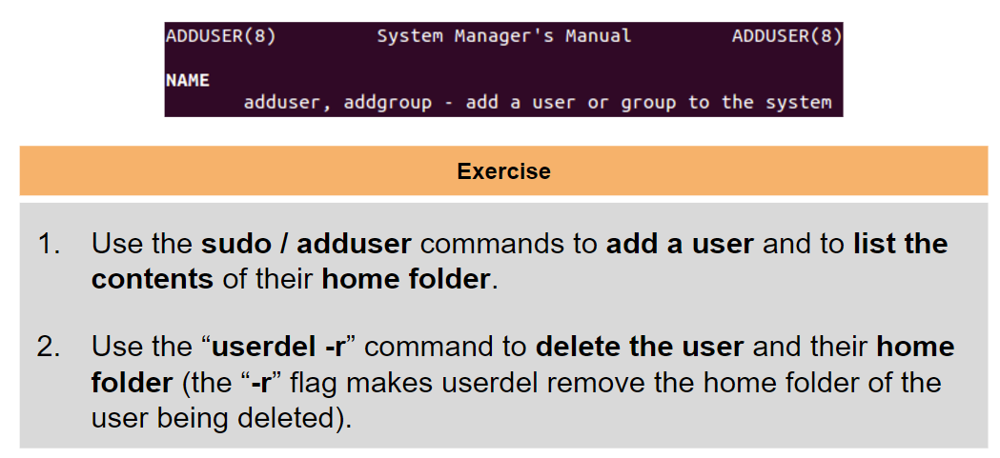 ADDUSER(8) System Manager's Manual ADDUSER(8)
NAME
adduser, addgroup - add a user or group to the system
Exercise
1. Use the sudo / adduser commands to add a user and to list the
contents of their home folder.
2. Use the “userdel -r” command to delete the user and their home
folder (the “-r” flag makes userdel remove the home folder of the
user being deleted).